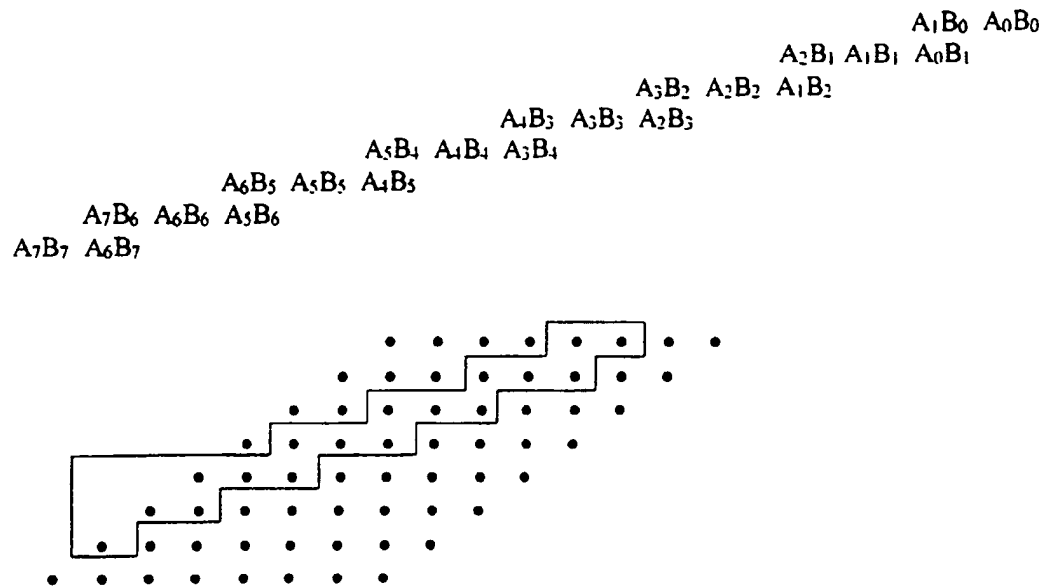 A₁B₀ A₀B₀
A₂B₁ A₁B₁ A₀B₁
A₃B₂ A₂B₂ A₁B₂
A₄B₃ A₃B₃ A₂B₃
A₅B₄ A₄B₄ A₃B₄
A₆B₅ A₅B₅ A₄B₅
A₇B₆ A₆B₆ A₅B₆
A₇B₇ A₆B₇